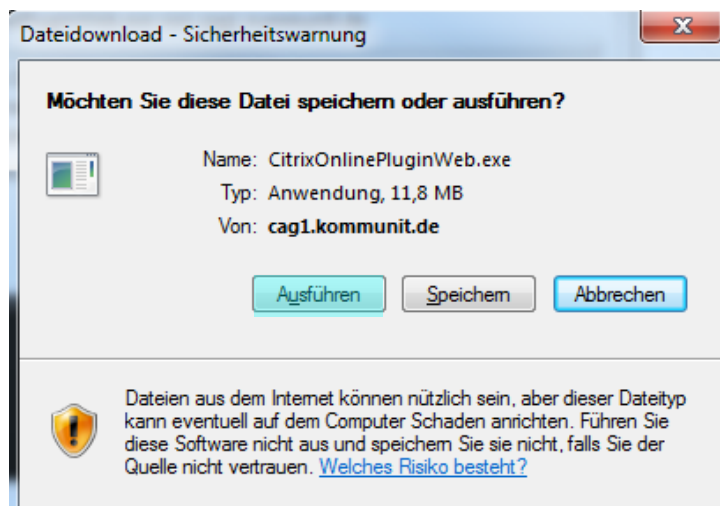 Dateidownload - Sicherheitswarnung
Möchten Sie diese Datei speichern oder ausführen?
Name: CitrixOnlinePluginWeb.exe
Typ: Anwendung, 11,8 MB
Von: cag1.kommunit.de
Ausführen Speichern Abbrechen
Dateien aus dem Internet können nützlich sein, aber dieser Dateityp
kann eventuell auf dem Computer Schaden anrichten. Führen Sie
diese Software nicht aus und speichern Sie sie nicht, falls Sie der
Quelle nicht vertrauen. Welches Risiko besteht?